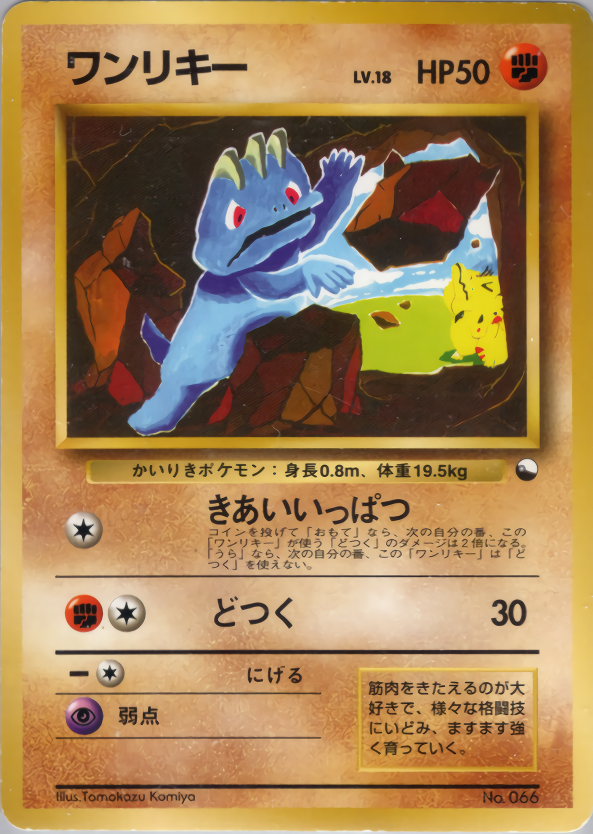 ワンリキー LV.18 HP50
かいりきポケモン：身長0.8m、体重19.5kg
きあいいっぱつ
コインを投げて「おもて」なら、次の自分の番、この
「ワンリキー」が使う「どつく」のダメージは２倍になる。
「うら」なら、次の自分の番、この「ワンリキー」は「ど
つく」を使えない。
どつく 30
ー にげる
弱点
筋肉をきたえるのが大
好きで、様々な格闘技
にいどみ、ますます強
く育っていく。
Illus.Tomokazu Komiya No.066